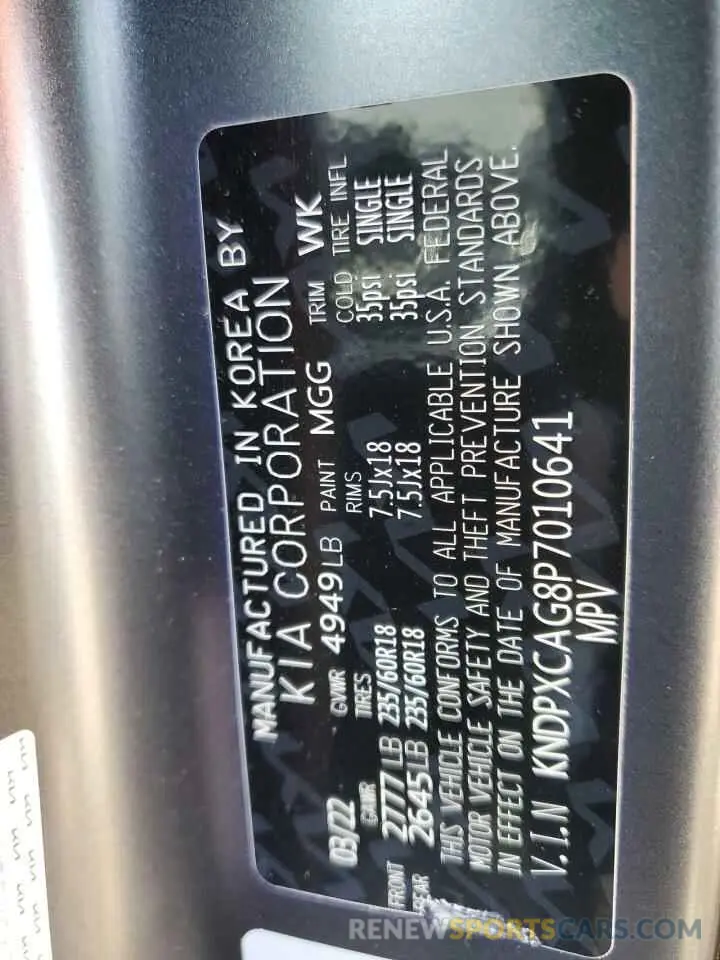 MANUFACTURED IN KOREA BY
KIA CORPORATION
03/22 GVWR 4949LB PAINT MGG TRIM WK
GAWR TIRES RIMS COLD TIRE INFL
FRONT 2777LB 235/60R18 7.5Jx18 35psi SINGLE
REAR 2645LB 235/60R18 7.5Jx18 35psi SINGLE
THIS VEHICLE CONFORMS TO ALL APPLICABLE U.S.A. FEDERAL
MOTOR VEHICLE SAFETY AND THEFT PREVENTION STANDARDS
IN EFFECT ON THE DATE OF MANUFACTURE SHOWN ABOVE.
V.I.N KNDPXCAG8P7010641
MPV
RENEWSPORTSCARS.COM